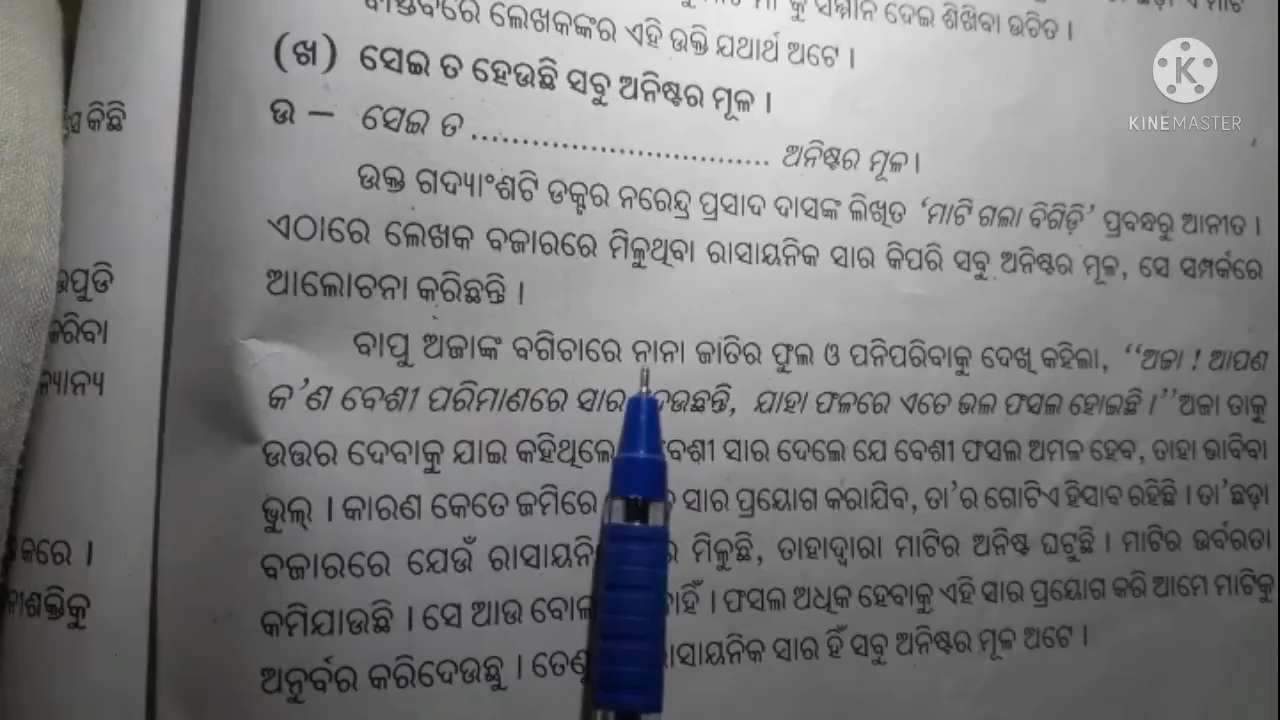 କୁ ସମ୍ମାନ ଦେଇ ଶିଖିବା ଉଚିତ ।
ବାସ୍ତବରେ ଲେଖକଙ୍କର ଏହି ଉକ୍ତି ଯଥାର୍ଥ ଅଟେ ।
(ଖ) ସେଇ ତ ହେଉଛି ସବୁ ଅନିଷ୍ଟର ମୂଳ ।
ଉ – ସେଇ ତ .............................. ଅନିଷ୍ଟର ମୂଳ ।
ଉକ୍ତ ଗଦ୍ୟାଂଶଟି ଡକ୍ଟର ନରେନ୍ଦ୍ର ପ୍ରସାଦ ଦାସଙ୍କ ଲିଖିତ ‘ମାଟି ଗଲା ବିଗିଡ଼ି’ ପ୍ରବନ୍ଧରୁ ଆନୀତ ।
ଏଠାରେ ଲେଖକ ବଜାରରେ ମିଳୁଥିବା ରାସାୟନିକ ସାର କିପରି ସବୁ ଅନିଷ୍ଟର ମୂଳ, ସେ ସମ୍ପର୍କରେ
ଆଲୋଚନା କରିଛନ୍ତି ।
ବାପୁ ଅଜାଙ୍କ ବଗିଚାରେ ନାନା ଜାତିର ଫୁଲ ଓ ପନିପରିବାକୁ ଦେଖି କହିଲା, ‘‘ଅଜା ! ଆପଣ
କ’ଣ ବେଶୀ ପରିମାଣରେ ସାର ଦେଉଛନ୍ତି, ଯାହା ଫଳରେ ଏତେ ଭଲ ଫସଲ ହୋଇଛି ।’’ ଅଜା ତାକୁ
ଉତ୍ତର ଦେବାକୁ ଯାଇ କହିଥିଲେ ବେଶୀ ସାର ଦେଲେ ଯେ ବେଶୀ ଫସଲ ଅମଳ ହେବ, ତାହା ଭାବିବା
ଭୁଲ୍ । କାରଣ କେତେ ଜମିରେ ସାର ପ୍ରୟୋଗ କରାଯିବ, ତା’ର ଗୋଟିଏ ହିସାବ ରହିଛି । ତା’ଛଡ଼ା
ବଜାରରେ ଯେଉଁ ରାସାୟନି ମିଳୁଛି, ତାହାଦ୍ୱାରା ମାଟିର ଅନିଷ୍ଟ ଘଟୁଛି । ମାଟିର ଉର୍ବରତା
କମିଯାଉଛି । ସେ ଆଉ ବୋଲ ନାହିଁ । ଫସଲ ଅଧିକ ହେବାକୁ ଏହି ସାର ପ୍ରୟୋଗ କରି ଆମେ ମାଟିକୁ
ଅନୁର୍ବର କରିଦେଉଛୁ । ତେଣୁ ରାସାୟନିକ ସାର ହିଁ ସବୁ ଅନିଷ୍ଟର ମୂଳ ଅଟେ ।
କିଛି
କରିବା
କରେ ।
KINEMASTER